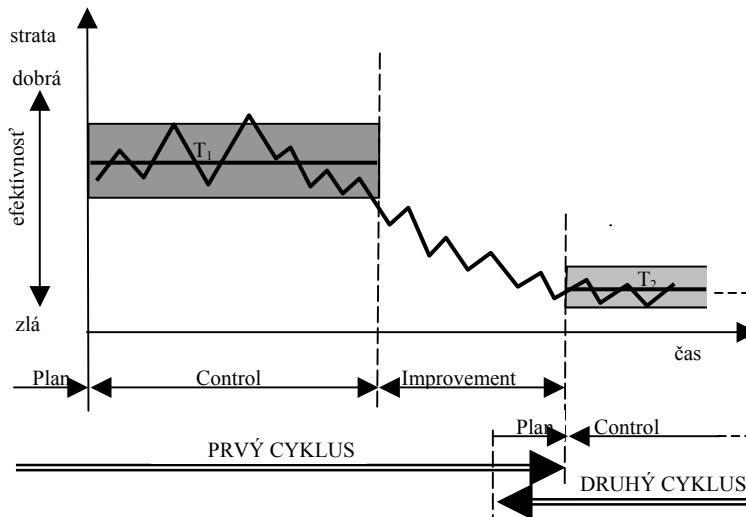 strata
dobrá
efektívnosť
T1
T2
zlá
čas
Plan
Control
Improvement
Plan
Control
PRVÝ CYKLUS
DRUHÝ CYKLUS